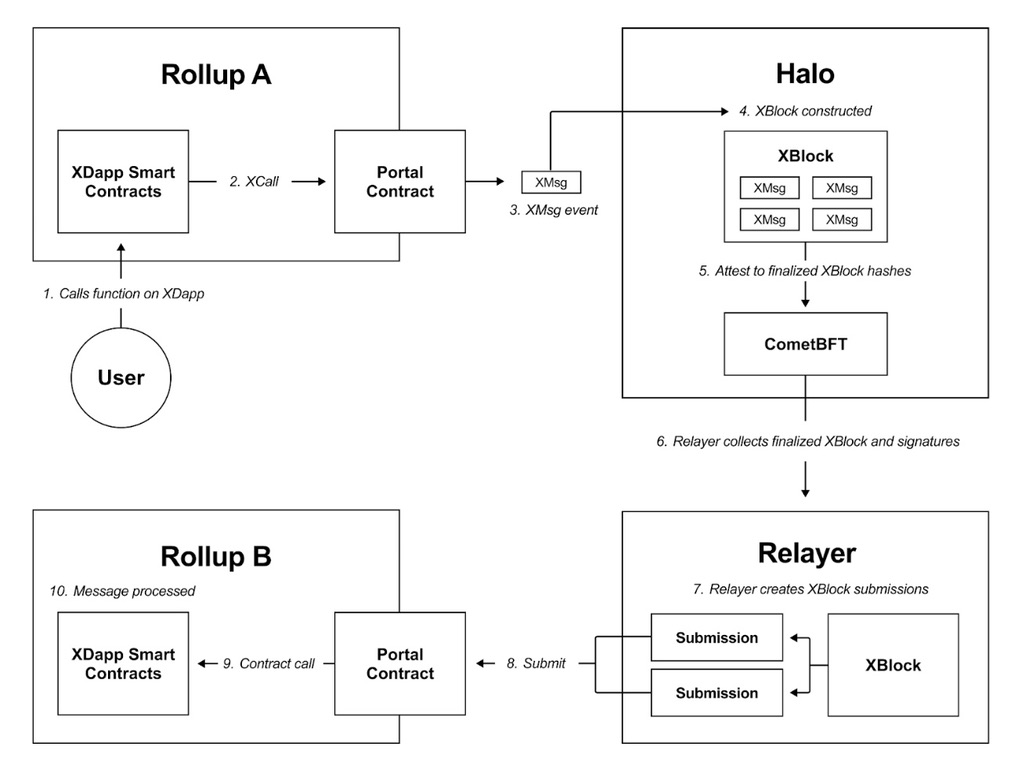 Rollup A
XDapp Smart
Contracts
2. XCall
Portal
Contract
XMsg
3. XMsg event
1. Calls function on XDapp
User
Halo
4. XBlock constructed
XBlock
XMsg XMsg
XMsg XMsg
5. Attest to finalized XBlock hashes
CometBFT
6. Relayer collects finalized XBlock and signatures
Relayer
7. Relayer creates XBlock submissions
Submission
Submission
XBlock
8. Submit
Rollup B
10. Message processed
XDapp Smart
Contracts
9. Contract call
Portal
Contract